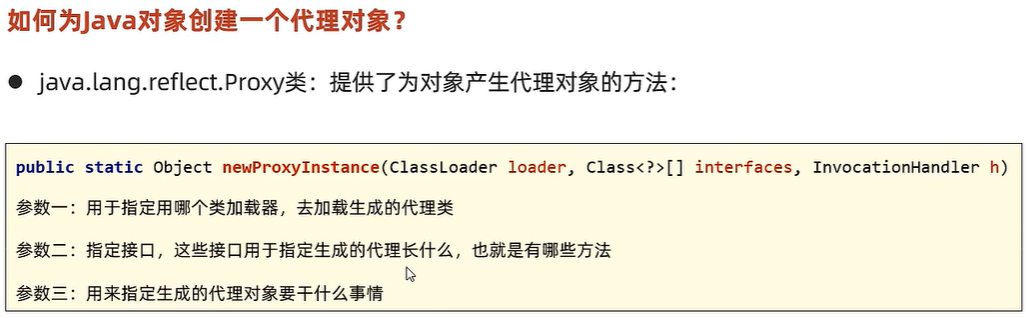 如何为Java对象创建一个代理对象？
● java.lang.reflect.Proxy类：提供了为对象产生代理对象的方法：
public static Object newProxyInstance(ClassLoader loader, Class<?>[] interfaces, InvocationHandler h)
参数一：用于指定用哪个类加载器，去加载生成的代理类
参数二：指定接口，这些接口用于指定生成的代理长什么，也就是有哪些方法
参数三：用来指定生成的代理对象要干什么事情